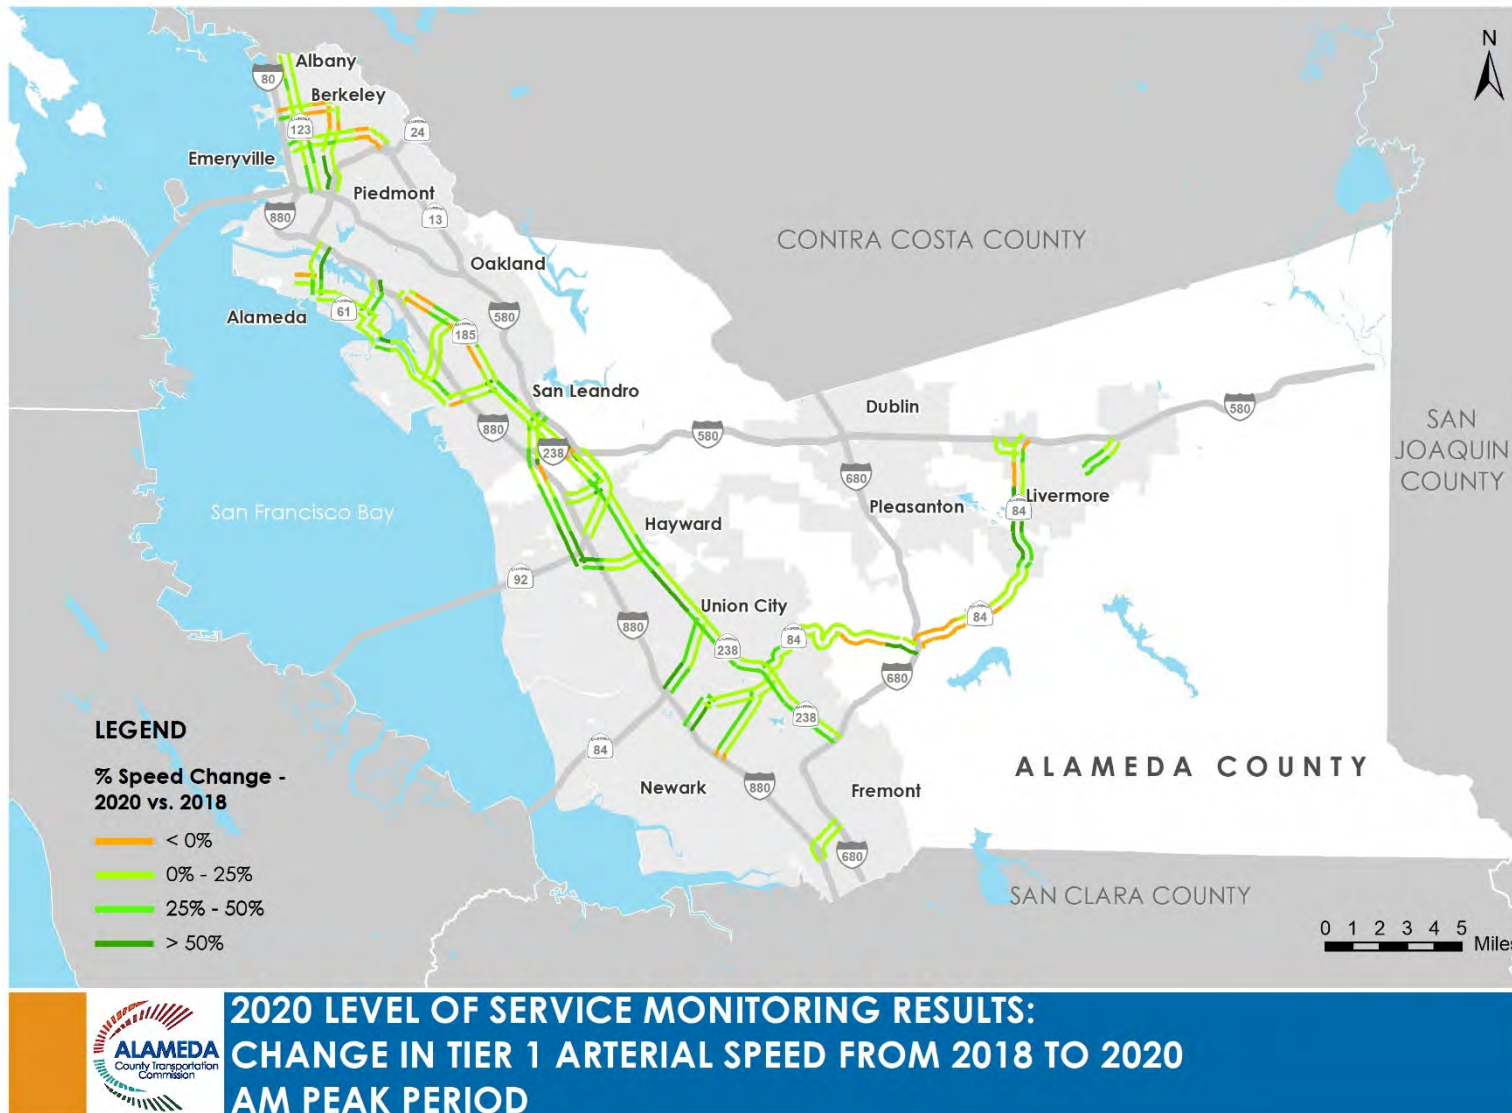 N
Albany
80
Berkeley
123
24
Emeryville
Piedmont
880
13
CONTRA COSTA COUNTY
Oakland
61
Alameda
580
185
San Leandro
Dublin
580
880
580
SAN
JOAQUIN
COUNTY
238
680
Livermore
Pleasanton
84
San Francisco Bay
Hayward
92
Union City
84
880
84
238
680
238
LEGEND
84
ALAMEDA COUNTY
% Speed Change -
2020 vs. 2018
Newark
880
Fremont
< 0%
680
0% - 25%
SAN CLARA COUNTY
25% - 50%
> 50%
0 1 2 3 4 5
Miles
ALAMEDA
County Transportation
Commission
2020 LEVEL OF SERVICE MONITORING RESULTS:
CHANGE IN TIER 1 ARTERIAL SPEED FROM 2018 TO 2020
AM PEAK PERIOD